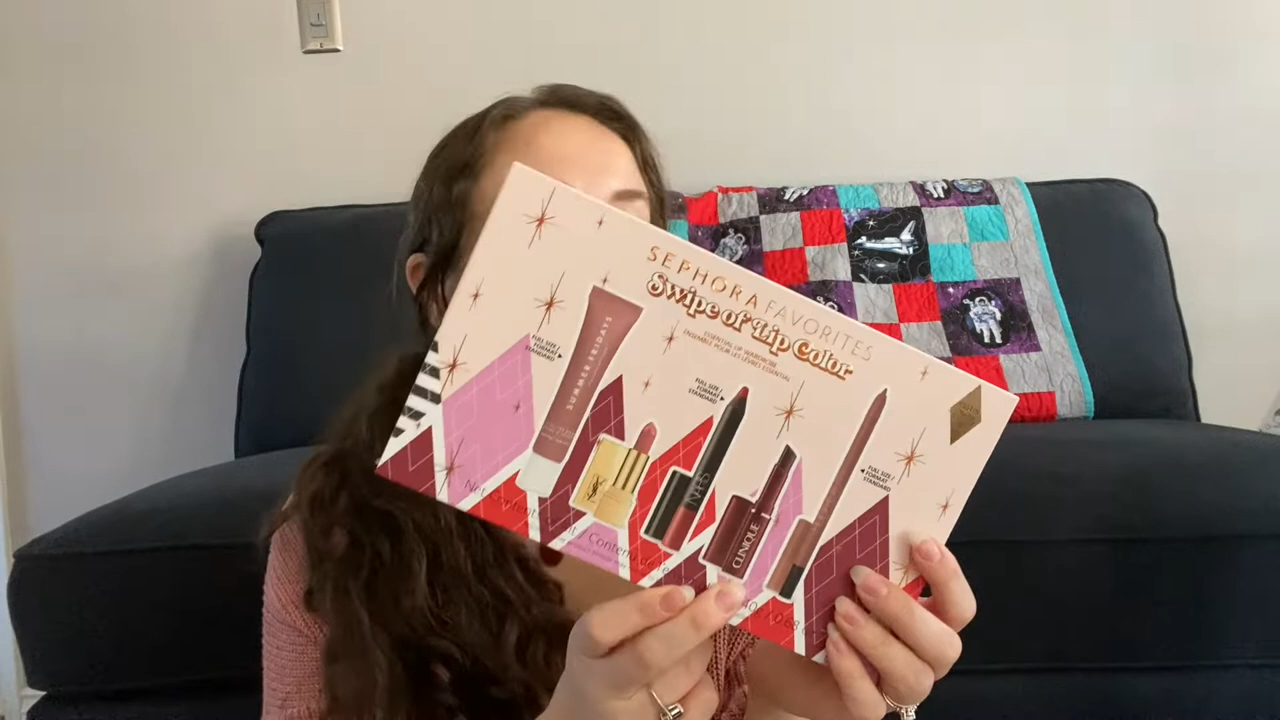 SEPHORA FAVORITES
Swipe of Lip Color
ESSENTIAL LIP WARDROBE
ENSEMBLE POUR LES LÈVRES ESSENTIEL
FULL SIZE /
FORMAT
STANDARD
SUMMER FRIDAYS
FULL SIZE /
FORMAT
STANDARD
YSL
NARS
CLINIQUE
FULL SIZE /
FORMAT
STANDARD